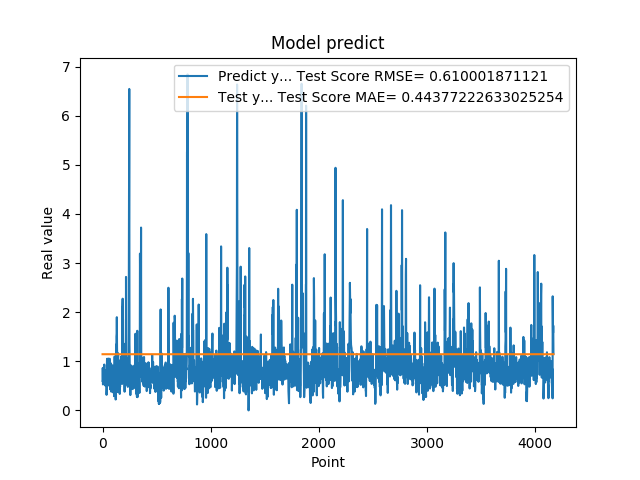 Model predict
Predict y... Test Score RMSE= 0.610001871121
Test y... Test Score MAE= 0.44377222633025254
7
6
5
4
3
2
1
0
Real value
0 1000 2000 3000 4000
Point